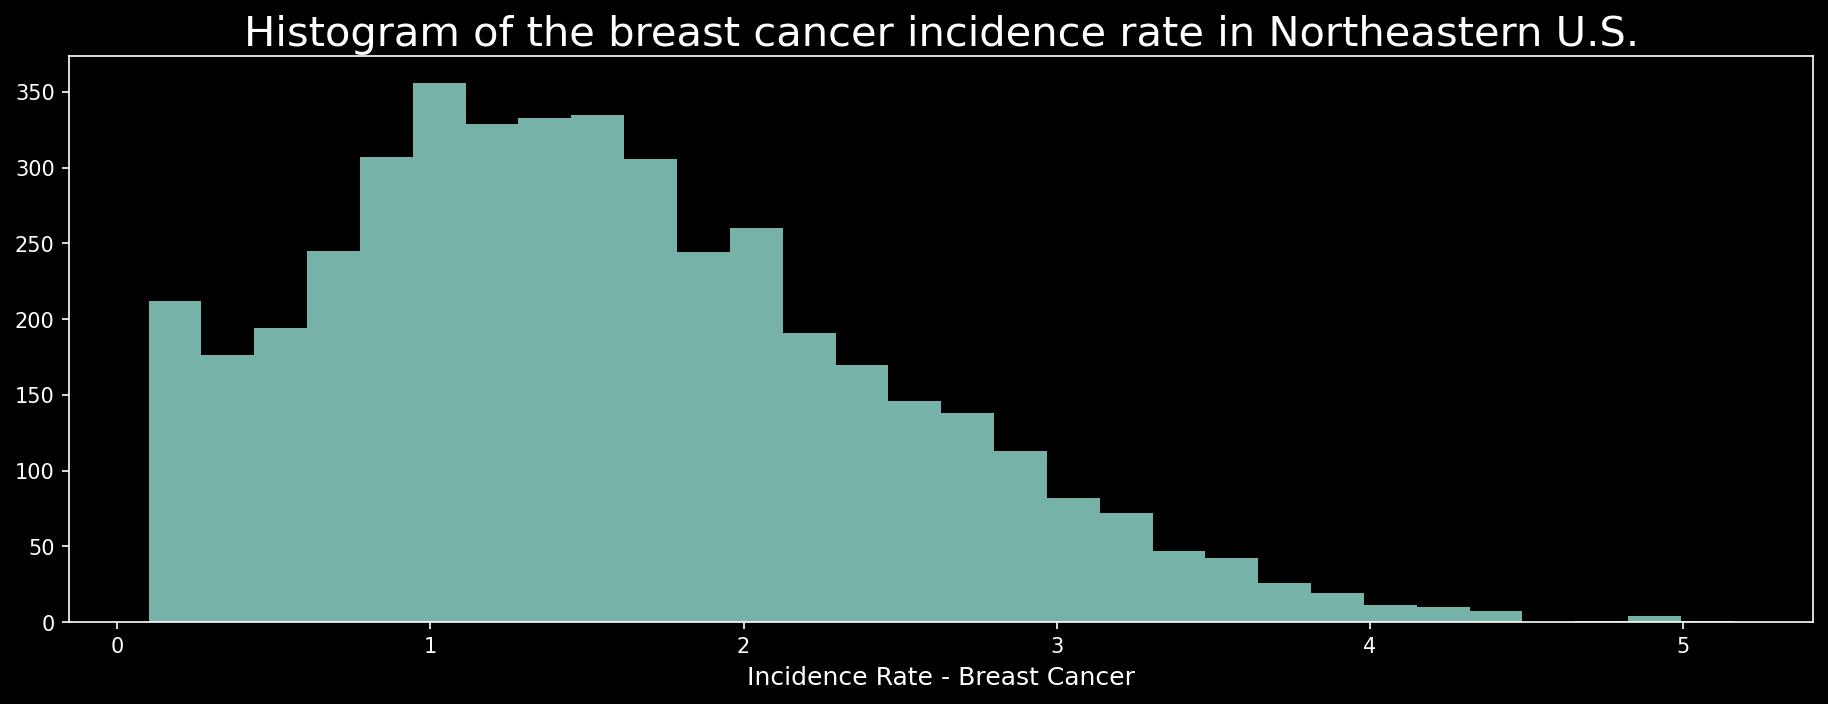 Histogram of the breast cancer incidence rate in Northeastern U.S.
350
300
250
200
150
100
50
0
0 1 2 3 4 5
Incidence Rate - Breast Cancer